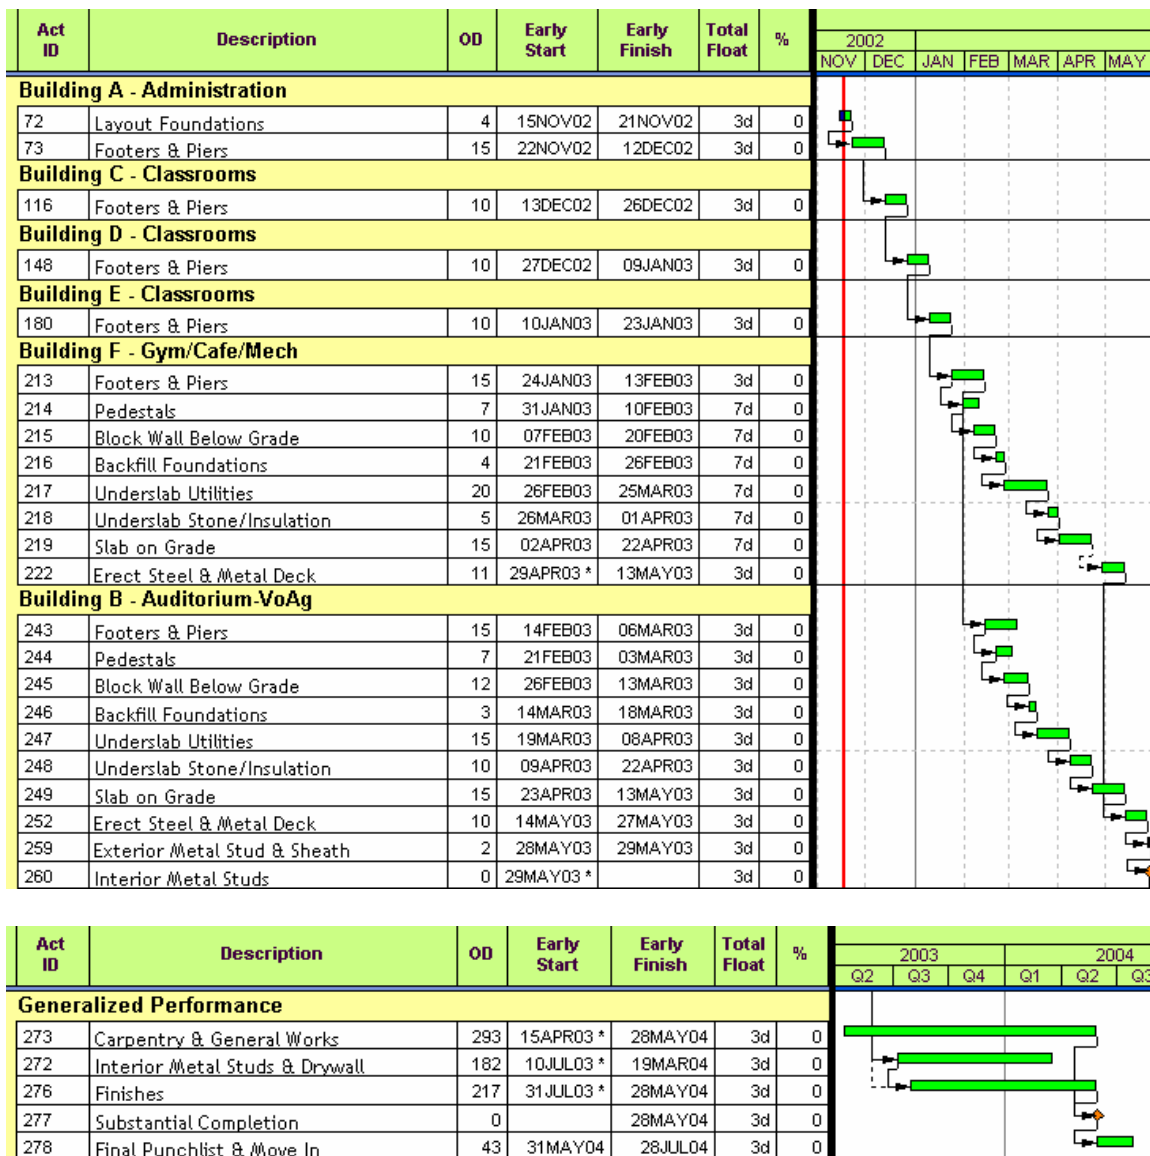 Act ID Description OD Early Start Early Finish Total Float % 2002
NOV DEC JAN FEB MAR APR MAY
Building A - Administration
72 Layout Foundations 4 15NOV02 21NOV02 3d 0
73 Footers & Piers 15 22NOV02 12DEC02 3d 0
Building C - Classrooms
116 Footers & Piers 10 13DEC02 26DEC02 3d 0
Building D - Classrooms
148 Footers & Piers 10 27DEC02 09JAN03 3d 0
Building E - Classrooms
180 Footers & Piers 10 10JAN03 23JAN03 3d 0
Building F - Gym/Cafe/Mech
213 Footers & Piers 15 24JAN03 13FEB03 3d 0
214 Pedestals 7 31JAN03 10FEB03 7d 0
215 Block Wall Below Grade 10 07FEB03 20FEB03 7d 0
216 Backfill Foundations 4 21FEB03 26FEB03 7d 0
217 Underslab Utilities 20 26FEB03 25MAR03 7d 0
218 Underslab Stone/Insulation 5 26MAR03 01APR03 7d 0
219 Slab on Grade 15 02APR03 22APR03 7d 0
222 Erect Steel & Metal Deck 11 29APR03 * 13MAY03 3d 0
Building B - Auditorium-VoAg
243 Footers & Piers 15 14FEB03 06MAR03 3d 0
244 Pedestals 7 21FEB03 03MAR03 3d 0
245 Block Wall Below Grade 12 26FEB03 13MAR03 3d 0
246 Backfill Foundations 3 14MAR03 18MAR03 3d 0
247 Underslab Utilities 15 19MAR03 08APR03 3d 0
248 Underslab Stone/Insulation 10 09APR03 22APR03 3d 0
249 Slab on Grade 15 23APR03 13MAY03 3d 0
252 Erect Steel & Metal Deck 10 14MAY03 27MAY03 3d 0
259 Exterior Metal Stud & Sheath 2 28MAY03 29MAY03 3d 0
260 Interior Metal Studs 0 29MAY03 * 3d 0
Act ID Description OD Early Start Early Finish Total Float % 2003 2004
Q2 Q3 Q4 Q1 Q2 Q3
Generalized Performance
273 Carpentry & General Works 293 15APR03 * 28MAY04 3d 0
272 Interior Metal Studs & Drywall 182 10JUL03 * 19MAR04 3d 0
276 Finishes 217 31JUL03 * 28MAY04 3d 0
277 Substantial Completion 0 28MAY04 3d 0
278 Final Punchlist & Move In 43 31MAY04 28JUL04 3d 0